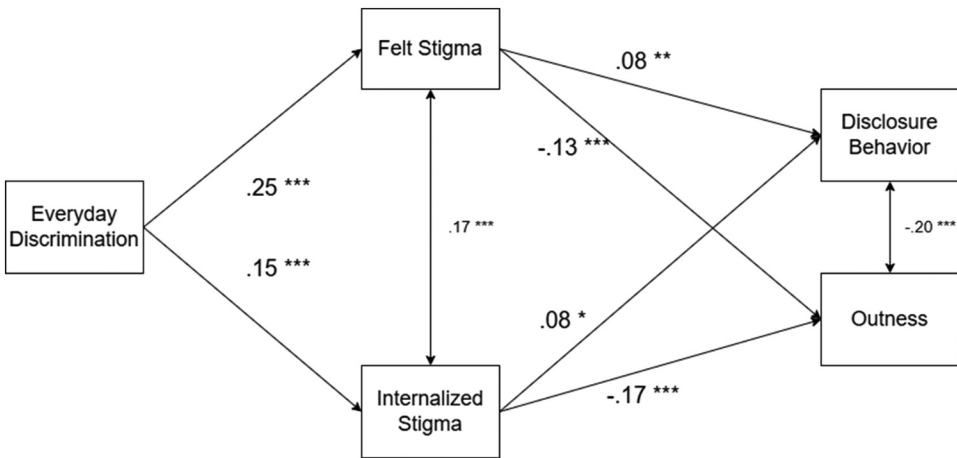 Felt Stigma
.08 **
Disclosure
Behavior
-.13 ***
.25 ***
Everyday
Discrimination
.17 ***
-.20 ***
.15 ***
.08 *
Outness
Internalized
Stigma
-.17 ***